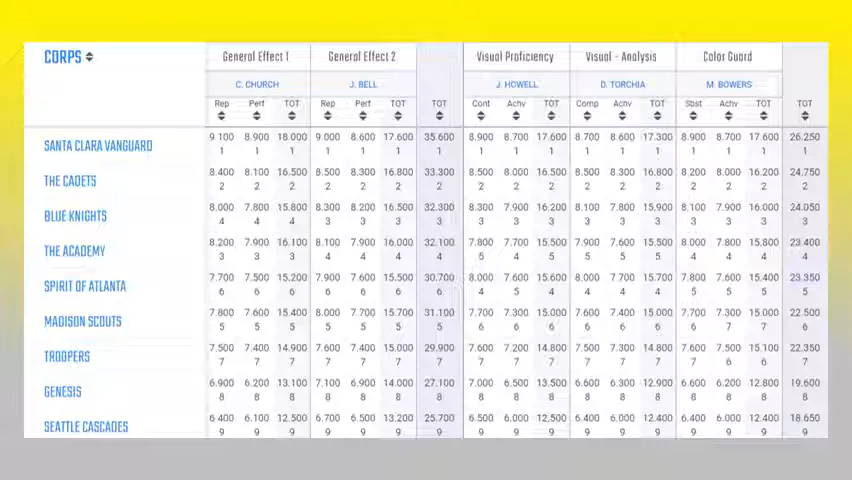 General Effect 1 General Effect 2 Visual Proficiency Visual - Analysis Color Guard
CORPS
C. CHURCH J. BELL J. HOWELL D. TORCHIA M. BOWERS
Rep Perf TOT Rep Perf TOT TOT Cont Achv TOT Comp Achv TOT Sbst Achv TOT TOT
9.100 8.900 18.000 9.000 8.600 17.600 35.600 8.900 8.700 17.600 8.700 8.600 17.300 8.900 8.700 17.600 26.250
SANTA CLARA VANGUARD
1 1 1 1 1 1 1 1 1 1 1 1 1 1 1 1 1
8.400 8.100 16.500 8.500 8.300 16.800 33.300 8.500 8.000 16.500 8.500 8.300 16.800 8.200 8.000 16.200 24.750
THE CADETS
2 2 2 2 2 2 2 2 2 2 2 2 2 2 2 2 2
8.000 7.800 15.800 8.300 8.200 16.500 32.300 8.300 7.900 16.200 8.100 7.800 15.900 8.100 7.900 16.000 24.050
BLUE KNIGHTS
4 4 4 3 3 3 3 3 3 3 3 3 3 3 3 3 3
8.200 7.900 16.100 8.100 7.900 16.000 32.100 7.800 7.700 15.500 7.900 7.600 15.500 8.000 7.800 15.800 23.400
THE ACADEMY
3 3 3 4 4 4 4 5 4 5 5 5 5 4 4 4 4
7.700 7.500 15.200 7.900 7.600 15.500 30.700 8.000 7.600 15.600 8.000 7.700 15.700 7.800 7.600 15.400 23.350
SPIRIT OF ATLANTA
6 6 6 6 6 6 6 4 5 4 4 4 4 5 5 5 5
7.800 7.600 15.400 8.000 7.700 15.700 31.100 7.700 7.300 15.000 7.600 7.400 15.000 7.700 7.300 15.000 22.500
MADISON SCOUTS
5 5 5 5 5 5 5 6 6 6 6 6 6 6 7 7 6
7.500 7.400 14.900 7.600 7.400 15.000 29.900 7.600 7.200 14.800 7.500 7.300 14.800 7.600 7.500 15.100 22.350
TROOPERS
7 7 7 7 7 7 7 7 7 7 7 7 7 7 6 6 7
6.900 6.200 13.100 7.100 6.900 14.000 27.100 7.000 6.500 13.500 6.600 6.300 12.900 6.600 6.200 12.800 19.600
GENESIS
8 8 8 8 8 8 8 8 8 8 8 8 8 8 8 8 8
6.400 6.100 12.500 6.700 6.500 13.200 25.700 6.500 6.000 12.500 6.400 6.000 12.400 6.400 6.000 12.400 18.650
SEATTLE CASCADES
9 9 9 9 9 9 9 9 9 9 9 9 9 9 9 9 9